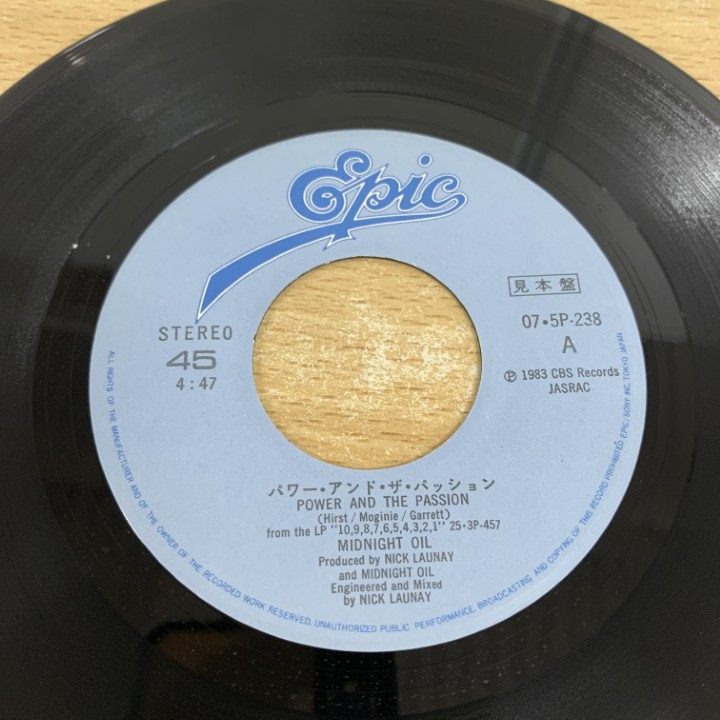 Epic
見本盤
STEREO
07・5P-238
45
A
4:47
Ⓟ 1983 CBS Records
JASRAC
パワー・アンド・ザ・パッション
POWER AND THE PASSION
(Hirst / Moginie / Garrett)
from the LP "10,9,8,7,6,5,4,3,2,1" 25・3P-457
MIDNIGHT OIL
Produced by NICK LAUNAY
and MIDNIGHT OIL
Engineered and Mixed
by NICK LAUNAY
ALL RIGHTS OF THE MANUFACTURER AND OF THE OWNER OF THE RECORDED WORK RESERVED. UNAUTHORIZED PUBLIC PERFORMANCE, BROADCASTING AND COPYING OF THIS RECORD PROHIBITED EPIC/SONY INC. TOKYO JAPAN